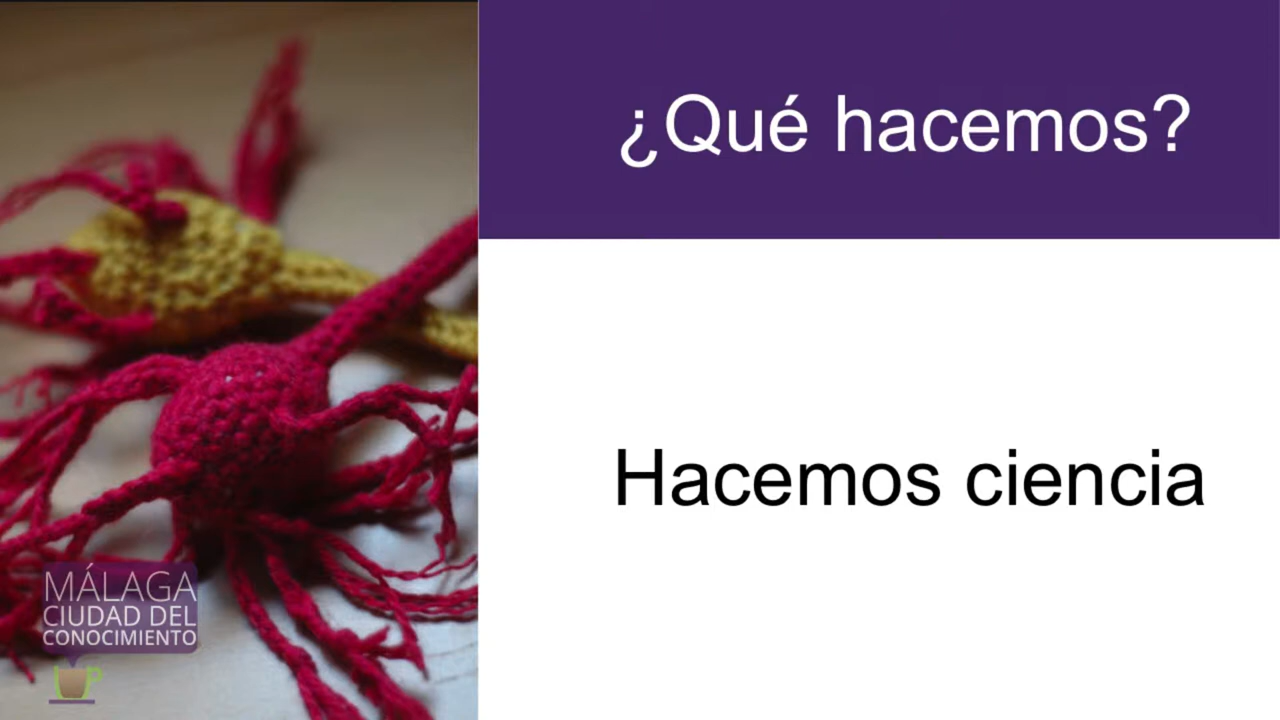 ¿Qué hacemos?
Hacemos ciencia
MÁLAGA
CIUDAD DEL
CONOCIMIENTO